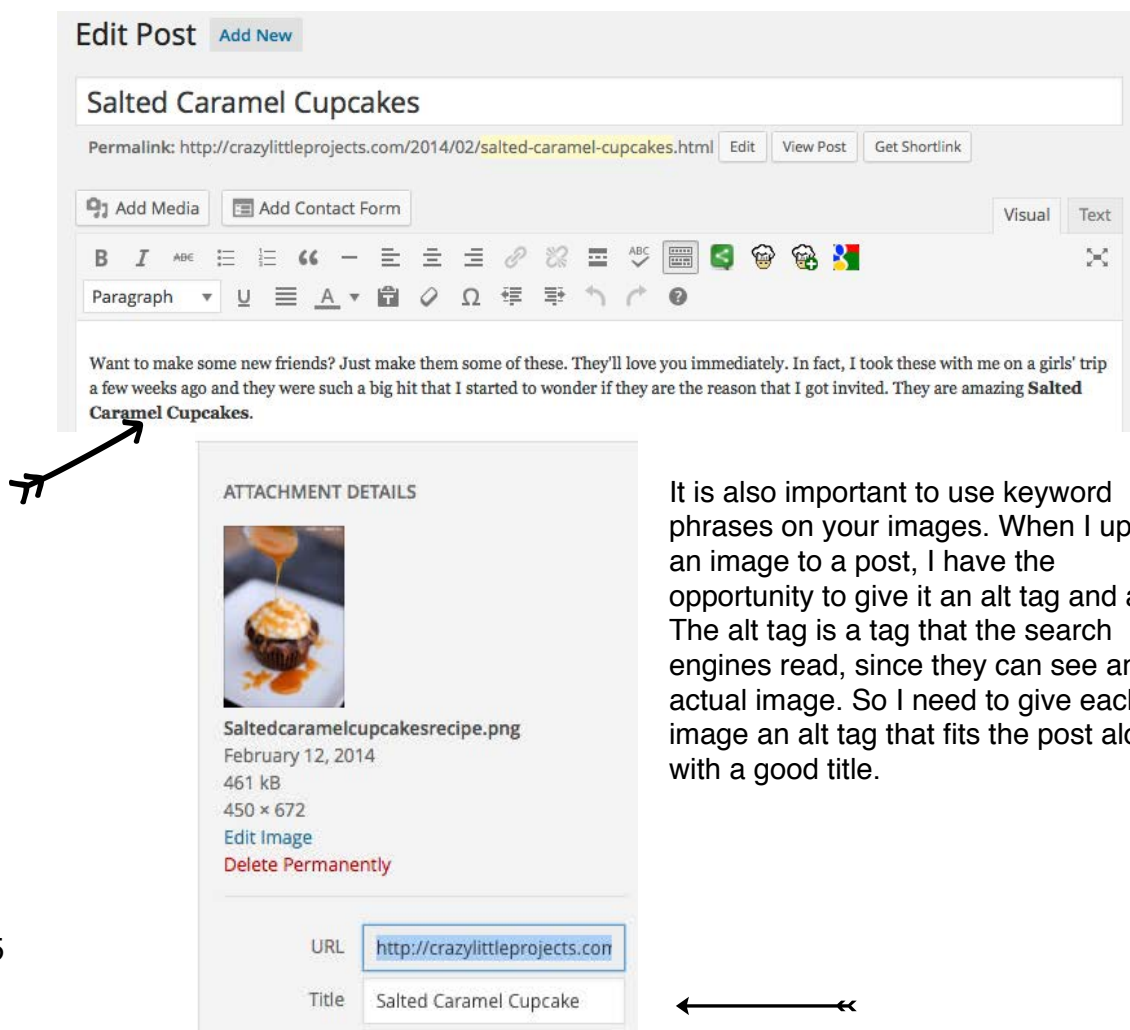 Edit Post Add New
Salted Caramel Cupcakes
Permalink: http://crazylittleprojects.com/2014/02/salted-caramel-cupcakes.html Edit View Post Get Shortlink
Add Media Add Contact Form Visual Text
B I ABC ABC
Paragraph U A T Ω ?
Want to make some new friends? Just make them some of these. They'll love you immediately. In fact, I took these with me on a girls' trip
a few weeks ago and they were such a big hit that I started to wonder if they are the reason that I got invited. They are amazing Salted
Caramel Cupcakes.
ATTACHMENT DETAILS
Saltedcaramelcupcakesrecipe.png
February 12, 2014
461 kB
450 × 672
Edit Image
Delete Permanently
URL http://crazylittleprojects.com
Title Salted Caramel Cupcake
It is also important to use keyword
phrases on your images. When I up
an image to a post, I have the
opportunity to give it an alt tag and a
The alt tag is a tag that the search
engines read, since they can see an
actual image. So I need to give each
image an alt tag that fits the post alo
with a good title.